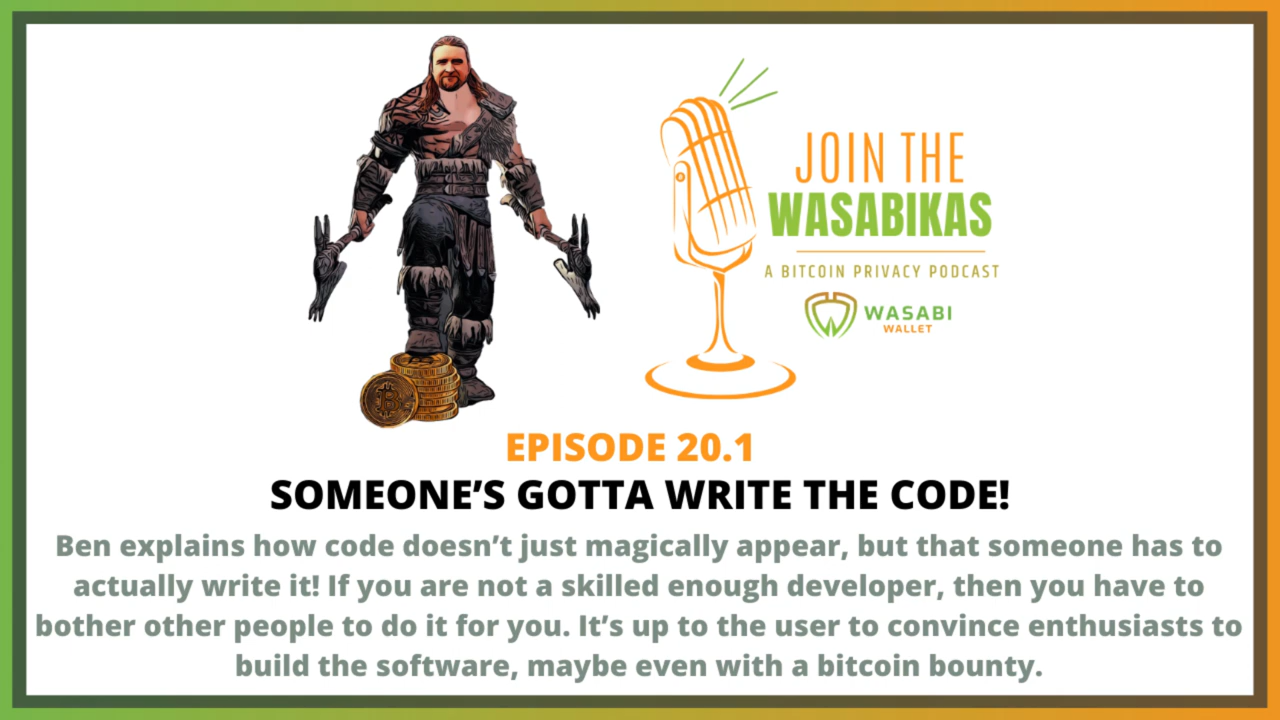 JOIN THE
WASABIKAS
A BITCOIN PRIVACY PODCAST
WASABI
WALLET
EPISODE 20.1
SOMEONE'S GOTTA WRITE THE CODE!
Ben explains how code doesn't just magically appear, but that someone has to
actually write it! If you are not a skilled enough developer, then you have to
bother other people to do it for you. It's up to the user to convince enthusiasts to
build the software, maybe even with a bitcoin bounty.